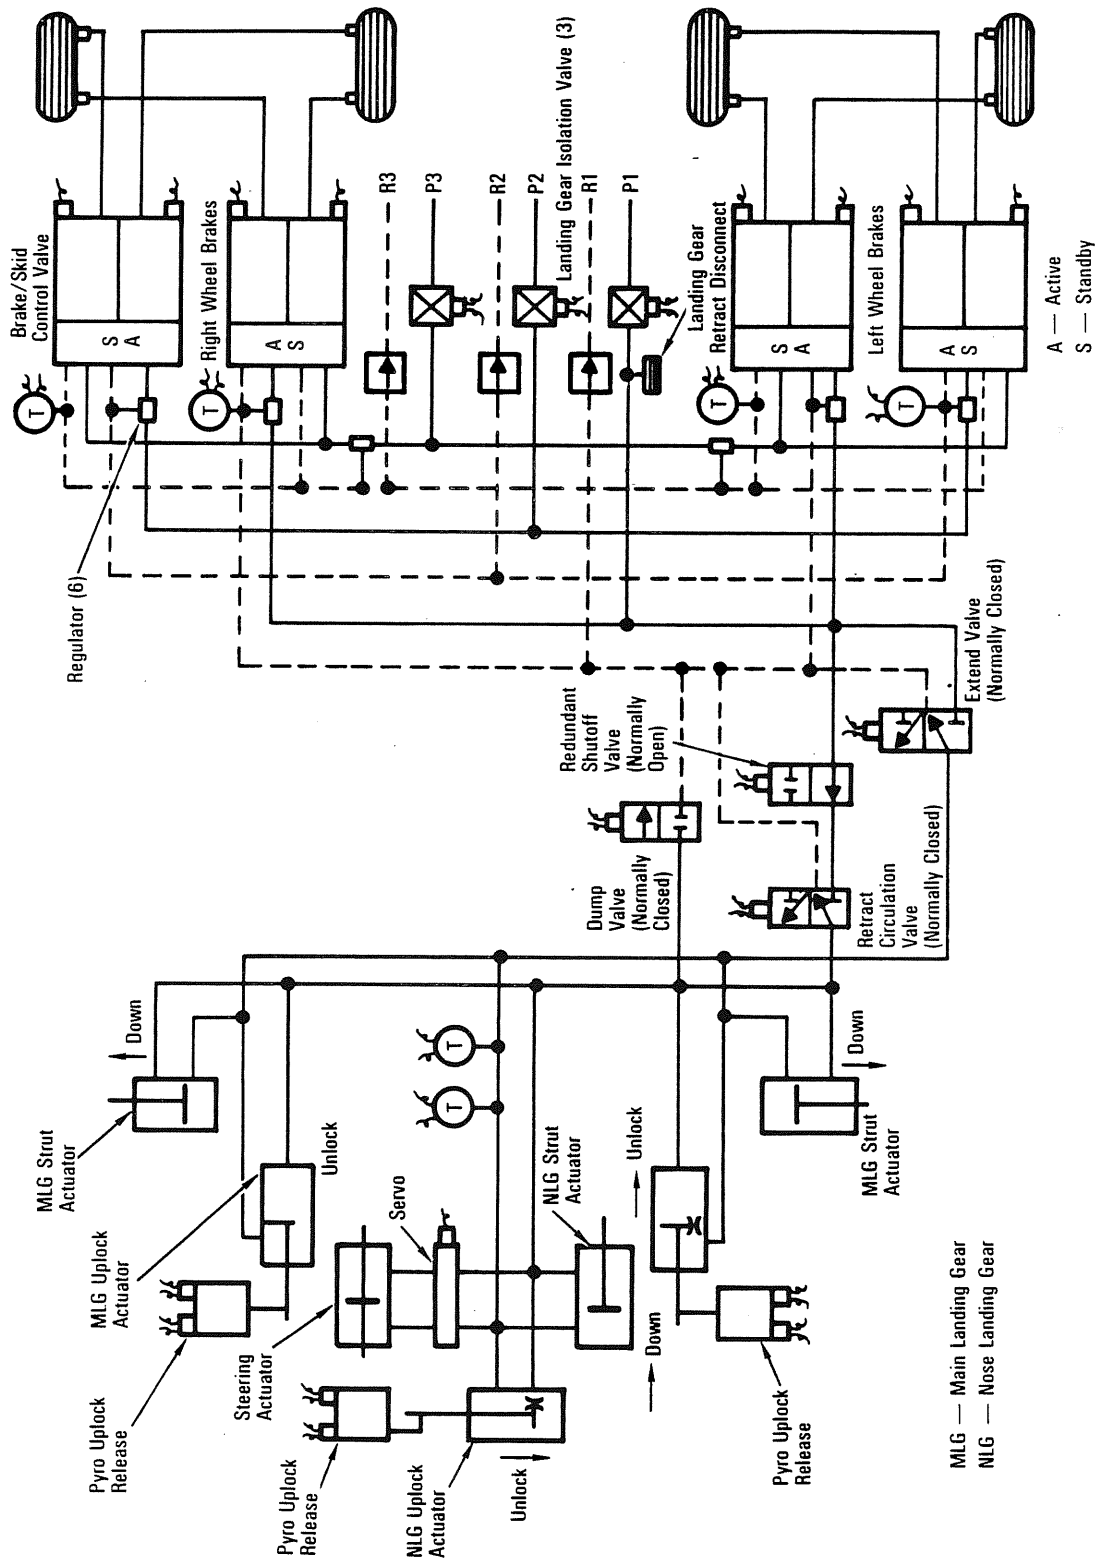 Brake/Skid
Control Valve
Right Wheel Brakes
R3
P3
R2
P2
Landing Gear Isolation Valve (3)
R1
P1
Landing Gear
Retract Disconnect
Left Wheel Brakes
A — Active
S — Standby
S
A
A
S
S
A
A
S
T
T
T
T
Regulator (6)
Redundant
Shutoff
Valve
(Normally
Open)
Extend Valve
(Normally Closed)
Dump
Valve
(Normally
Closed)
Retract
Circulation
Valve
(Normally Closed)
Down
MLG Strut
Actuator
T
T
Down
MLG Strut
Actuator
MLG Uplock
Actuator
Unlock
Servo
NLG Strut
Actuator
Unlock
Pyro Uplock
Release
Steering
Actuator
Down
Pyro Uplock
Release
NLG Uplock
Actuator
Unlock
Pyro Uplock
Release
MLG — Main Landing Gear
NLG — Nose Landing Gear